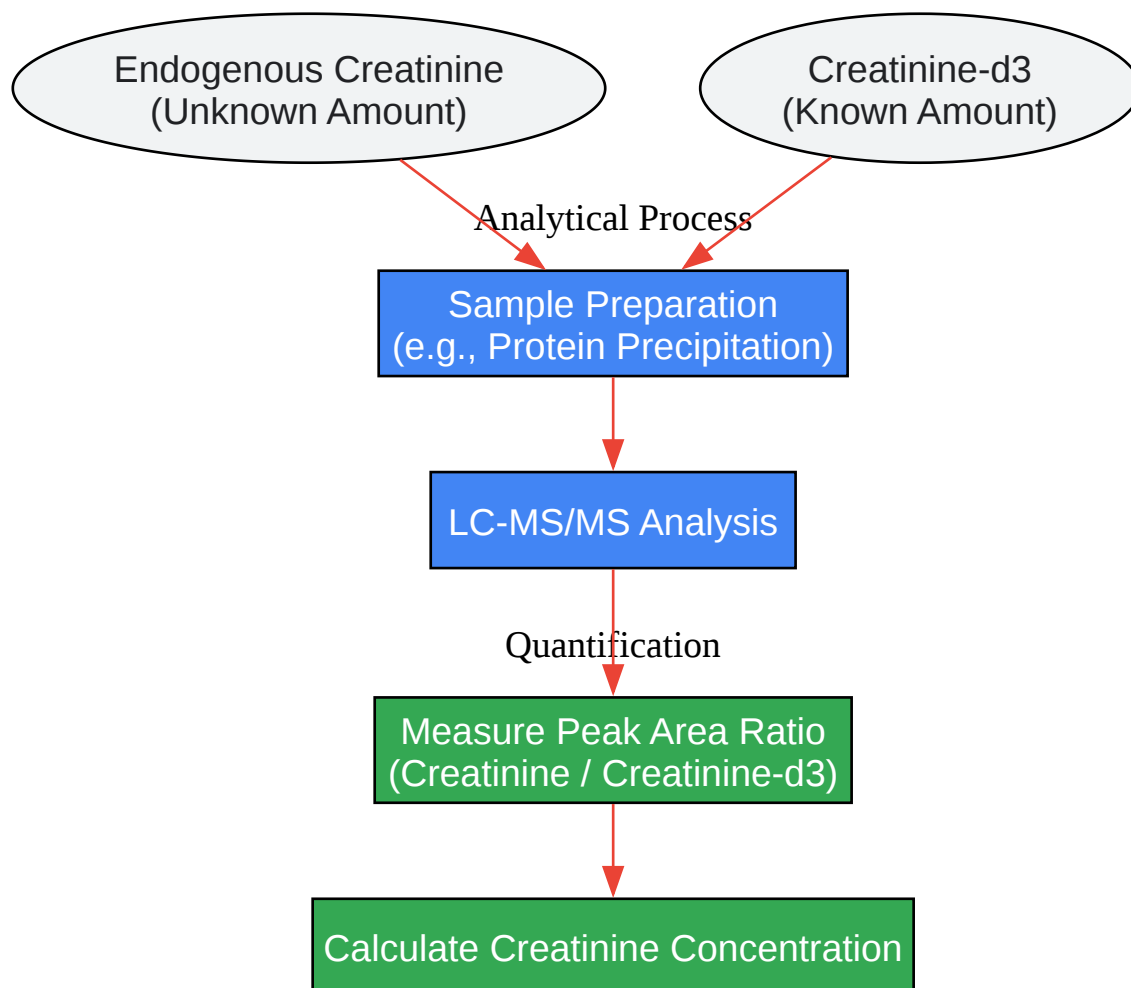 Endogenous Creatinine
(Unknown Amount)
Creatinine-d3
(Known Amount)
Analytical Process
Sample Preparation
(e.g., Protein Precipitation)
LC-MS/MS Analysis
Quantification
Measure Peak Area Ratio
(Creatinine / Creatinine-d3)
Calculate Creatinine Concentration